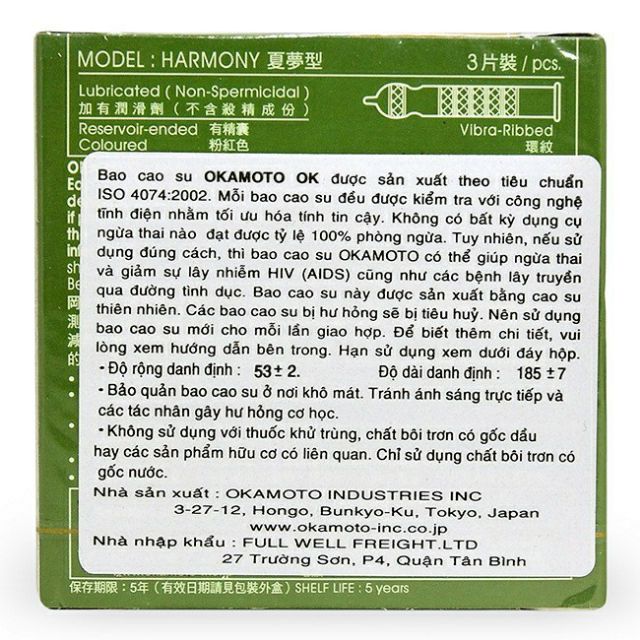 MODEL : HARMONY 夏夢型
3片裝 / pcs.
Lubricated ( Non-Spermicidal )
加有潤滑劑 ( 不含殺精成份 )
Reservoir-ended 有精囊
Coloured 粉紅色
Vibra-Ribbed
環紋
Bao cao su OKAMOTO OK được sản xuất theo tiêu chuẩn
ISO 4074:2002. Mỗi bao cao su đều được kiểm tra với công nghệ
tĩnh điện nhằm tối ưu hóa tính tin cậy. Không có bất kỳ dụng cụ
ngừa thai nào đạt được tỷ lệ 100% phòng ngừa. Tuy nhiên, nếu sử
dụng đúng cách, thì bao cao su OKAMOTO có thể giúp ngừa thai
và giảm sự lây nhiễm HIV (AIDS) cũng như các bệnh lây truyền
qua đường tình dục. Bao cao su này được sản xuất bằng cao su
thiên nhiên. Các bao cao su bị hư hỏng sẽ bị tiêu huỷ. Nên sử dụng
bao cao su mới cho mỗi lần giao hợp. Để biết thêm chi tiết, vui
lòng xem hướng dẫn bên trong. Hạn sử dụng xem dưới đáy hộp.
• Độ rộng danh định : 53 ± 2. Độ dài danh định : 185 ± 7
• Bảo quản bao cao su ở nơi khô mát. Tránh ánh sáng trực tiếp và
các tác nhân gây hư hỏng cơ học.
• Không sử dụng với thuốc khử trùng, chất bôi trơn có gốc dầu
hay các sản phẩm hữu cơ có liên quan. Chỉ sử dụng chất bôi trơn có
gốc nước.
Nhà sản xuất : OKAMOTO INDUSTRIES INC
3-27-12, Hongo, Bunkyo-Ku, Tokyo, Japan
www.okamoto-inc.co.jp
Nhà nhập khẩu : FULL WELL FREIGHT.LTD
27 Trường Sơn, P4, Quận Tân Bình
保存期限 : 5年 (有效日期請見包裝外盒) SHELF LIFE : 5 years